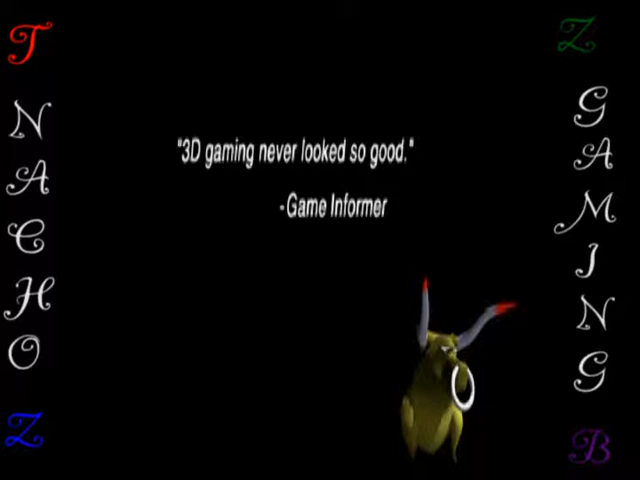 T
N
A
C
H
O
Z
"3D gaming never looked so good."
-Game Informer
Z
G
A
M
I
N
G
B